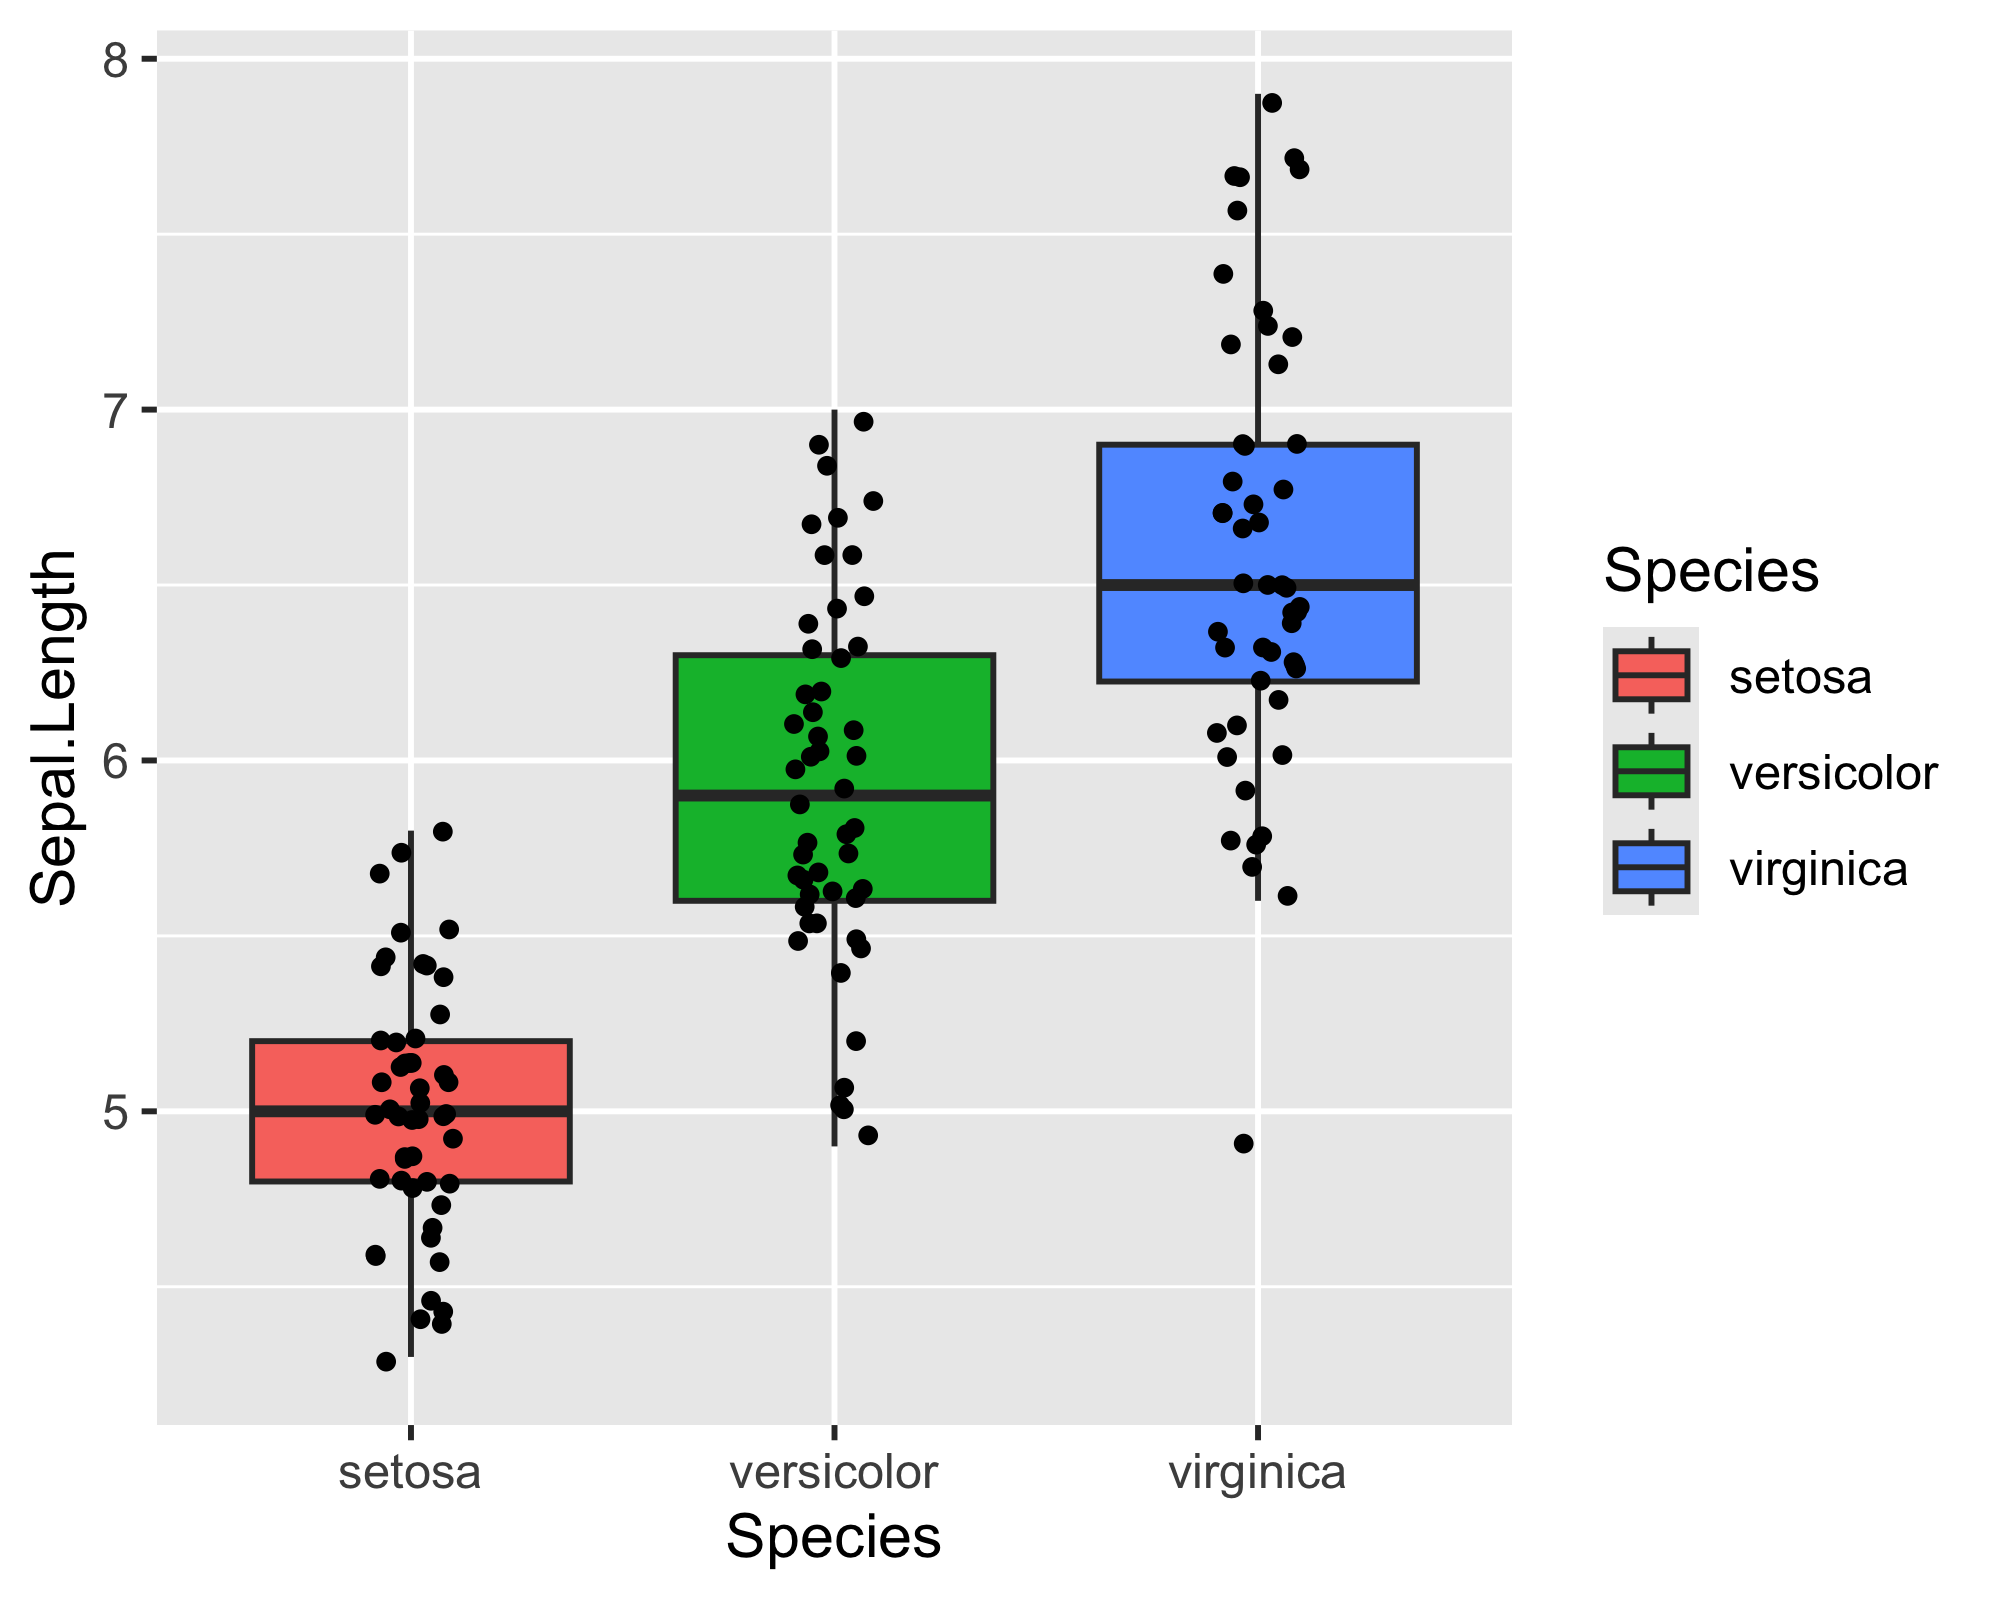 8
7
6
5
Sepal.Length
setosa
versicolor
virginica
Species
Species
setosa
versicolor
virginica